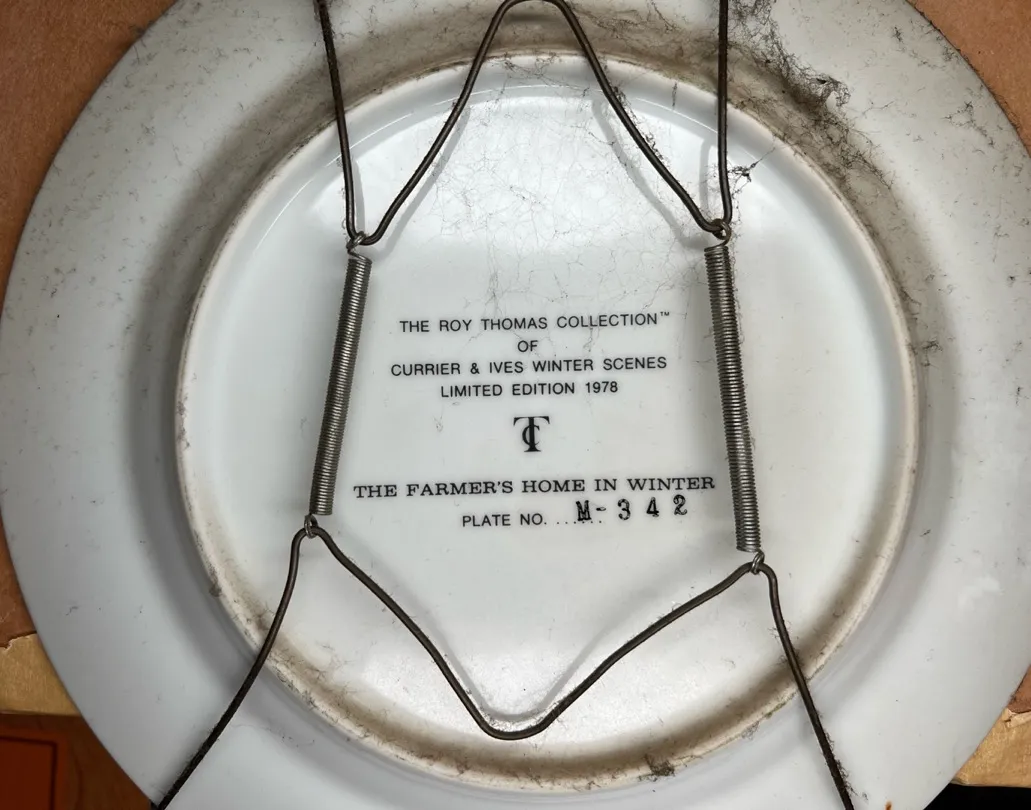 THE ROY THOMAS COLLECTION™
OF
CURRIER & IVES WINTER SCENES
LIMITED EDITION 1978
TC
THE FARMER'S HOME IN WINTER
PLATE NO. ...... M-342